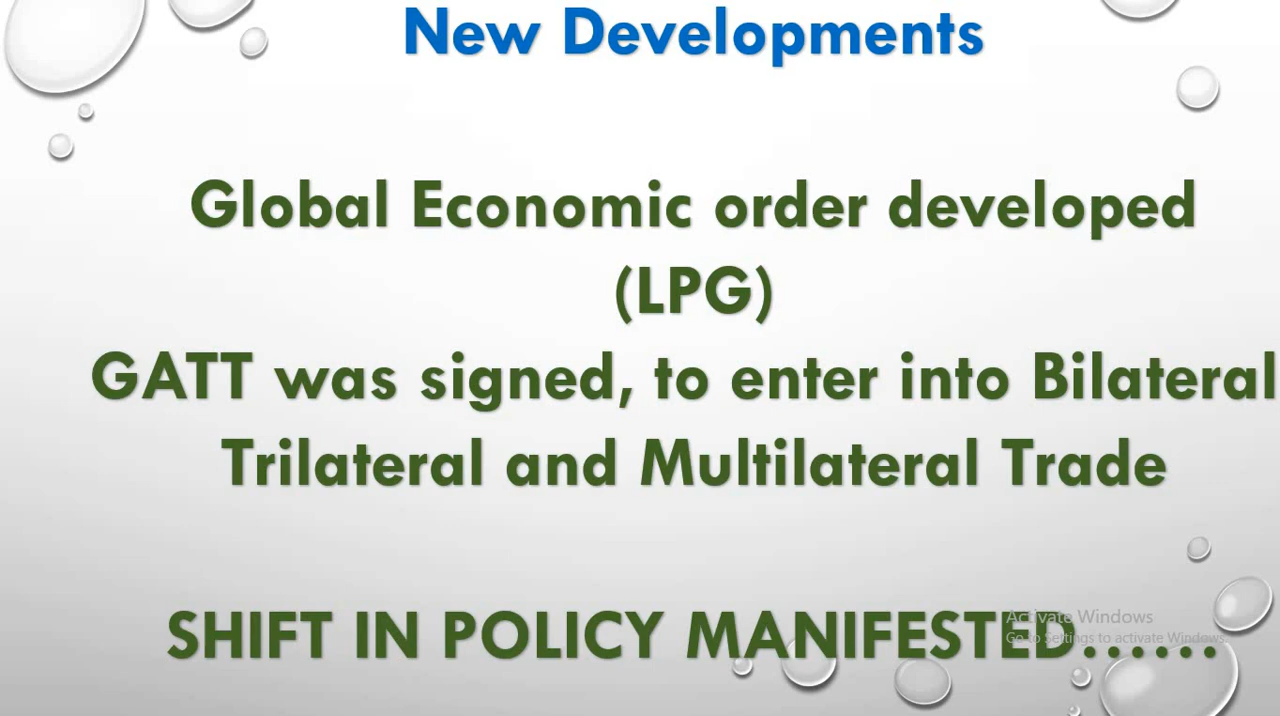 New Developments
Global Economic order developed
(LPG)
GATT was signed, to enter into Bilateral
Trilateral and Multilateral Trade
SHIFT IN POLICY MANIFESTED......
Activate Windows
Go to Settings to activate Windows.